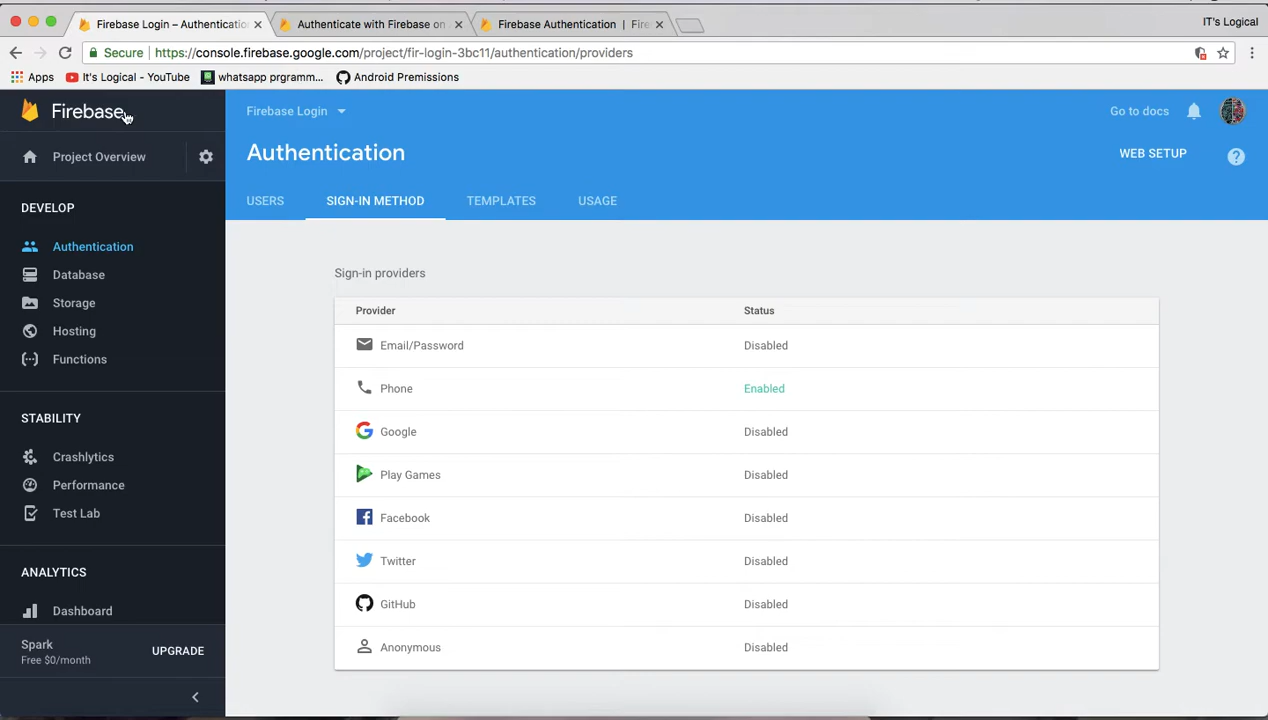 Firebase Login – Authenticatio
Authenticate with Firebase on
Firebase Authentication | Fire
IT's Logical
Secure
https://console.firebase.google.com/project/fir-login-3bc11/authentication/providers
Apps
It's Logical - YouTube
whatsapp prgramm...
Android Premissions
Firebase
Firebase Login
Go to docs
Project Overview
Authentication
WEB SETUP
USERS
SIGN-IN METHOD
TEMPLATES
USAGE
DEVELOP
Authentication
Database
Storage
Hosting
Functions
STABILITY
Crashlytics
Performance
Test Lab
ANALYTICS
Dashboard
Spark
Free $0/month
UPGRADE
Sign-in providers
Provider Status
Email/Password Disabled
Phone Enabled
Google Disabled
Play Games Disabled
Facebook Disabled
Twitter Disabled
GitHub Disabled
Anonymous Disabled